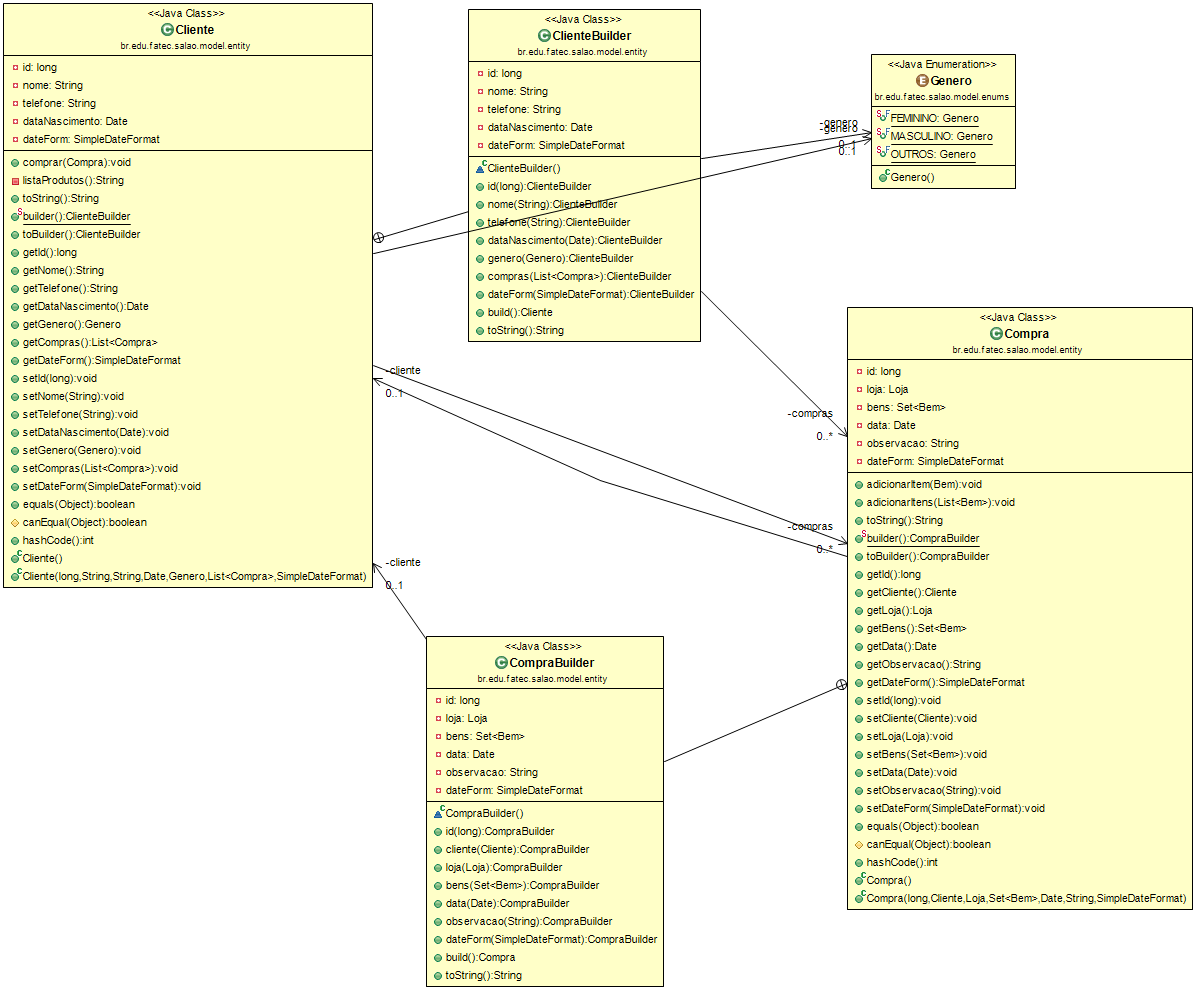 <<Java Class>>
Cliente
br.edu.fatec.salao.model.entity
id: long
nome: String
telefone: String
dataNascimento: Date
dateForm: SimpleDateFormat
comprar(Compra):void
listaProdutos():String
toString():String
builder():ClienteBuilder
toBuilder():ClienteBuilder
getId():long
getNome():String
getTelefone():String
getDataNascimento():Date
getGenero():Genero
getCompras():List<Compra>
getDateForm():SimpleDateFormat
setId(long):void
setNome(String):void
setTelefone(String):void
setDataNascimento(Date):void
setGenero(Genero):void
setCompras(List<Compra>):void
setDateForm(SimpleDateFormat):void
equals(Object):boolean
canEqual(Object):boolean
hashCode():int
Cliente()
Cliente(long,String,String,Date,Genero,List<Compra>,SimpleDateFormat)
<<Java Class>>
ClienteBuilder
br.edu.fatec.salao.model.entity
id: long
nome: String
telefone: String
dataNascimento: Date
dateForm: SimpleDateFormat
ClienteBuilder()
id(long):ClienteBuilder
nome(String):ClienteBuilder
telefone(String):ClienteBuilder
dataNascimento(Date):ClienteBuilder
genero(Genero):ClienteBuilder
compras(List<Compra>):ClienteBuilder
dateForm(SimpleDateFormat):ClienteBuilder
build():Cliente
toString():String
-genero
-genero
0..1
0..1
<<Java Enumeration>>
Genero
br.edu.fatec.salao.model.enums
FEMININO: Genero
MASCULINO: Genero
OUTROS: Genero
Genero()
-cliente
0..1
-compras
0..*
-compras
0..*
-cliente
0..1
<<Java Class>>
Compra
br.edu.fatec.salao.model.entity
id: long
loja: Loja
bens: Set<Bem>
data: Date
observacao: String
dateForm: SimpleDateFormat
adicionarItem(Bem):void
adicionarItens(List<Bem>):void
toString():String
builder():CompraBuilder
toBuilder():CompraBuilder
getId():long
getCliente():Cliente
getLoja():Loja
getBens():Set<Bem>
getData():Date
getObservacao():String
getDateForm():SimpleDateFormat
setId(long):void
setCliente(Cliente):void
setLoja(Loja):void
setBens(Set<Bem>):void
setData(Date):void
setObservacao(String):void
setDateForm(SimpleDateFormat):void
equals(Object):boolean
canEqual(Object):boolean
hashCode():int
Compra()
Compra(long,Cliente,Loja,Set<Bem>,Date,String,SimpleDateFormat)
<<Java Class>>
CompraBuilder
br.edu.fatec.salao.model.entity
id: long
loja: Loja
bens: Set<Bem>
data: Date
observacao: String
dateForm: SimpleDateFormat
CompraBuilder()
id(long):CompraBuilder
cliente(Cliente):CompraBuilder
loja(Loja):CompraBuilder
bens(Set<Bem>):CompraBuilder
data(Date):CompraBuilder
observacao(String):CompraBuilder
dateForm(SimpleDateFormat):CompraBuilder
build():Compra
toString():String